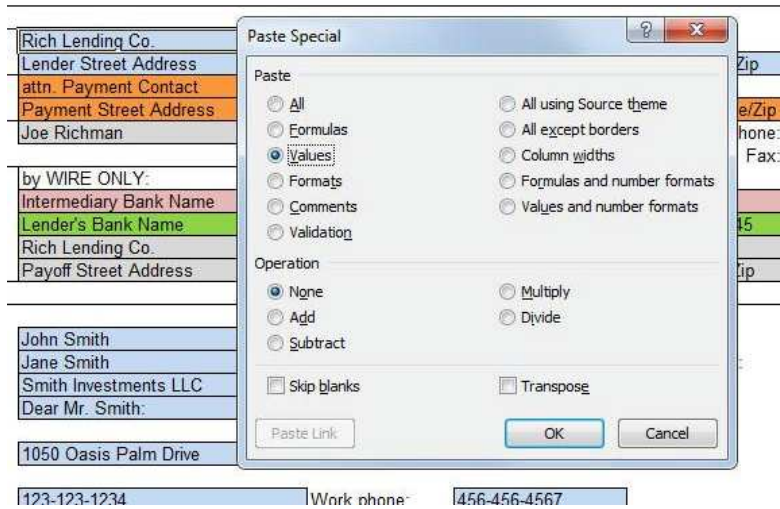 Rich Lending Co.
Lender Street Address
Zip
attn. Payment Contact
Payment Street Address
e/Zip
Joe Richman
hone:
Fax:
by WIRE ONLY:
Intermediary Bank Name
Lender's Bank Name
45
Rich Lending Co.
Payoff Street Address
Zip
John Smith
Jane Smith
Smith Investments LLC
Dear Mr. Smith:
1050 Oasis Palm Drive
123-123-1234 Work phone: 456-456-4567
Paste Special
Paste
All
All using Source theme
Formulas
All except borders
Values
Column widths
Formats
Formulas and number formats
Comments
Values and number formats
Validation
Operation
None
Multiply
Add
Divide
Subtract
Skip blanks
Transpose
Paste Link
OK
Cancel